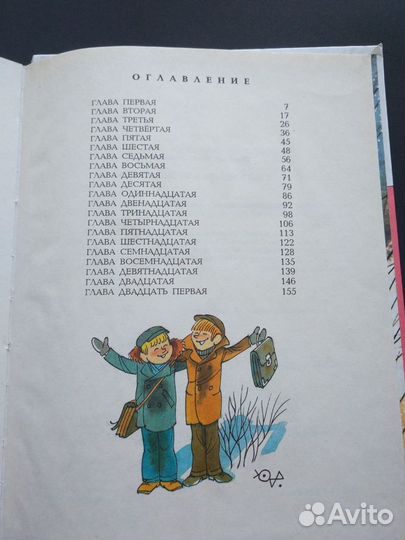 ОГЛАВЛЕНИЕ
ГЛАВА ПЕРВАЯ 7
ГЛАВА ВТОРАЯ 17
ГЛАВА ТРЕТЬЯ 26
ГЛАВА ЧЕТВЁРТАЯ 36
ГЛАВА ПЯТАЯ 45
ГЛАВА ШЕСТАЯ 48
ГЛАВА СЕДЬМАЯ 56
ГЛАВА ВОСЬМАЯ 64
ГЛАВА ДЕВЯТАЯ 71
ГЛАВА ДЕСЯТАЯ 79
ГЛАВА ОДИННАДЦАТАЯ 86
ГЛАВА ДВЕНАДЦАТАЯ 92
ГЛАВА ТРИНАДЦАТАЯ 98
ГЛАВА ЧЕТЫРНАДЦАТАЯ 106
ГЛАВА ПЯТНАДЦАТАЯ 113
ГЛАВА ШЕСТНАДЦАТАЯ 122
ГЛАВА СЕМНАДЦАТАЯ 128
ГЛАВА ВОСЕМНАДЦАТАЯ 135
ГЛАВА ДЕВЯТНАДЦАТАЯ 139
ГЛАВА ДВАДЦАТАЯ 146
ГЛАВА ДВАДЦАТЬ ПЕРВАЯ 155
Avito